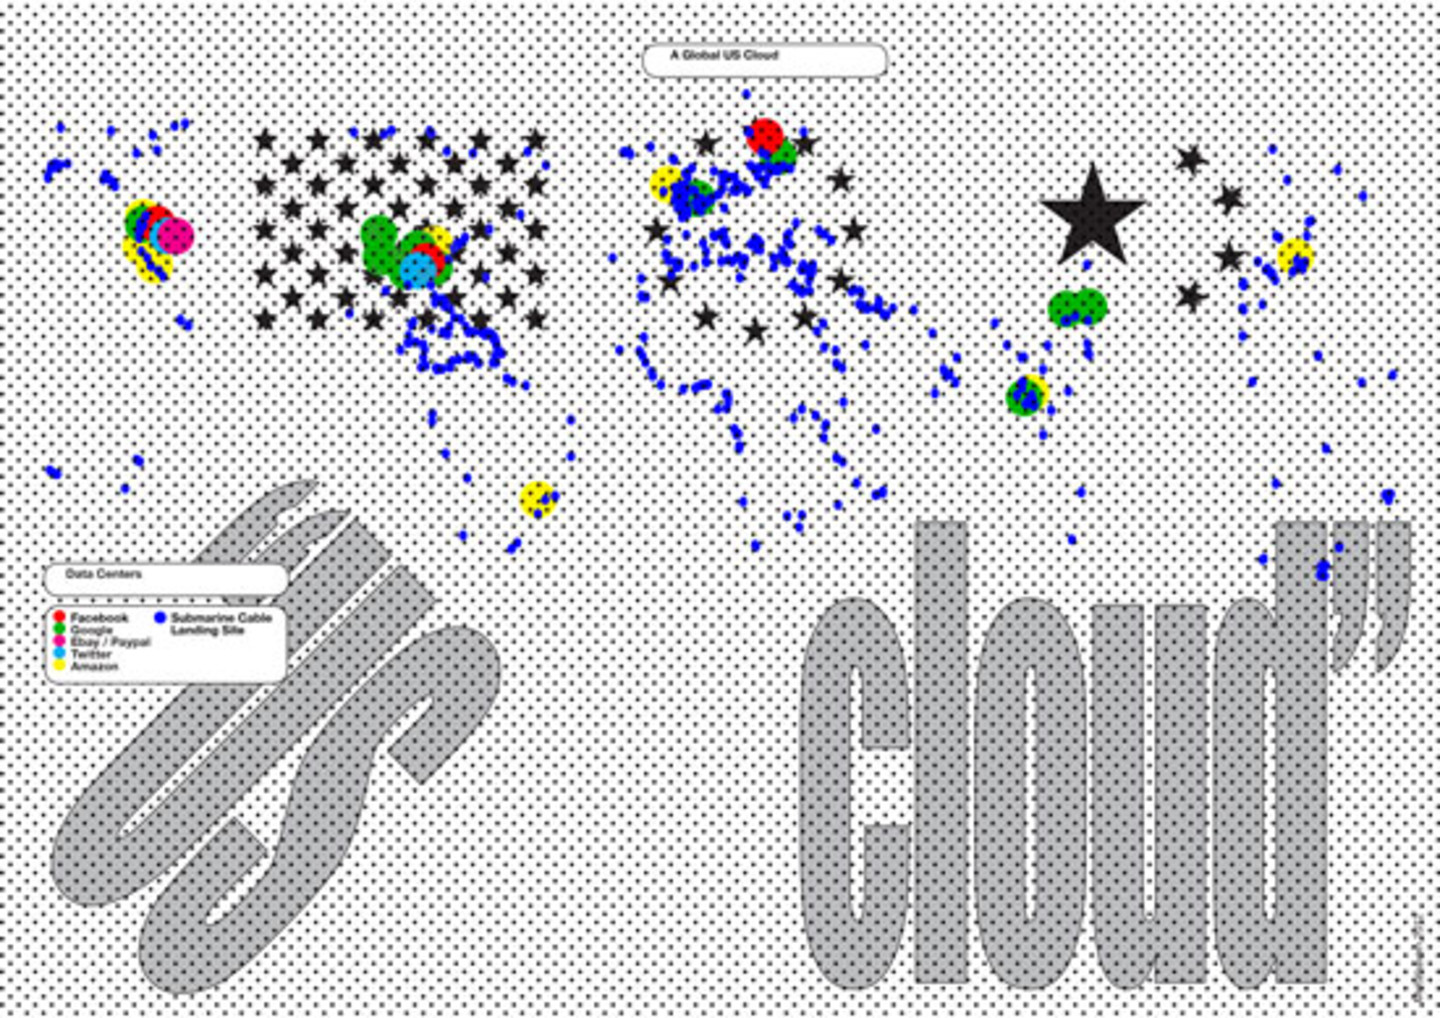 A Global US Cloud
Data Centers
Facebook
Google
Ebay / Paypal
Twitter
Amazon
Submarine Cable
Landing Site
"US
cloud"